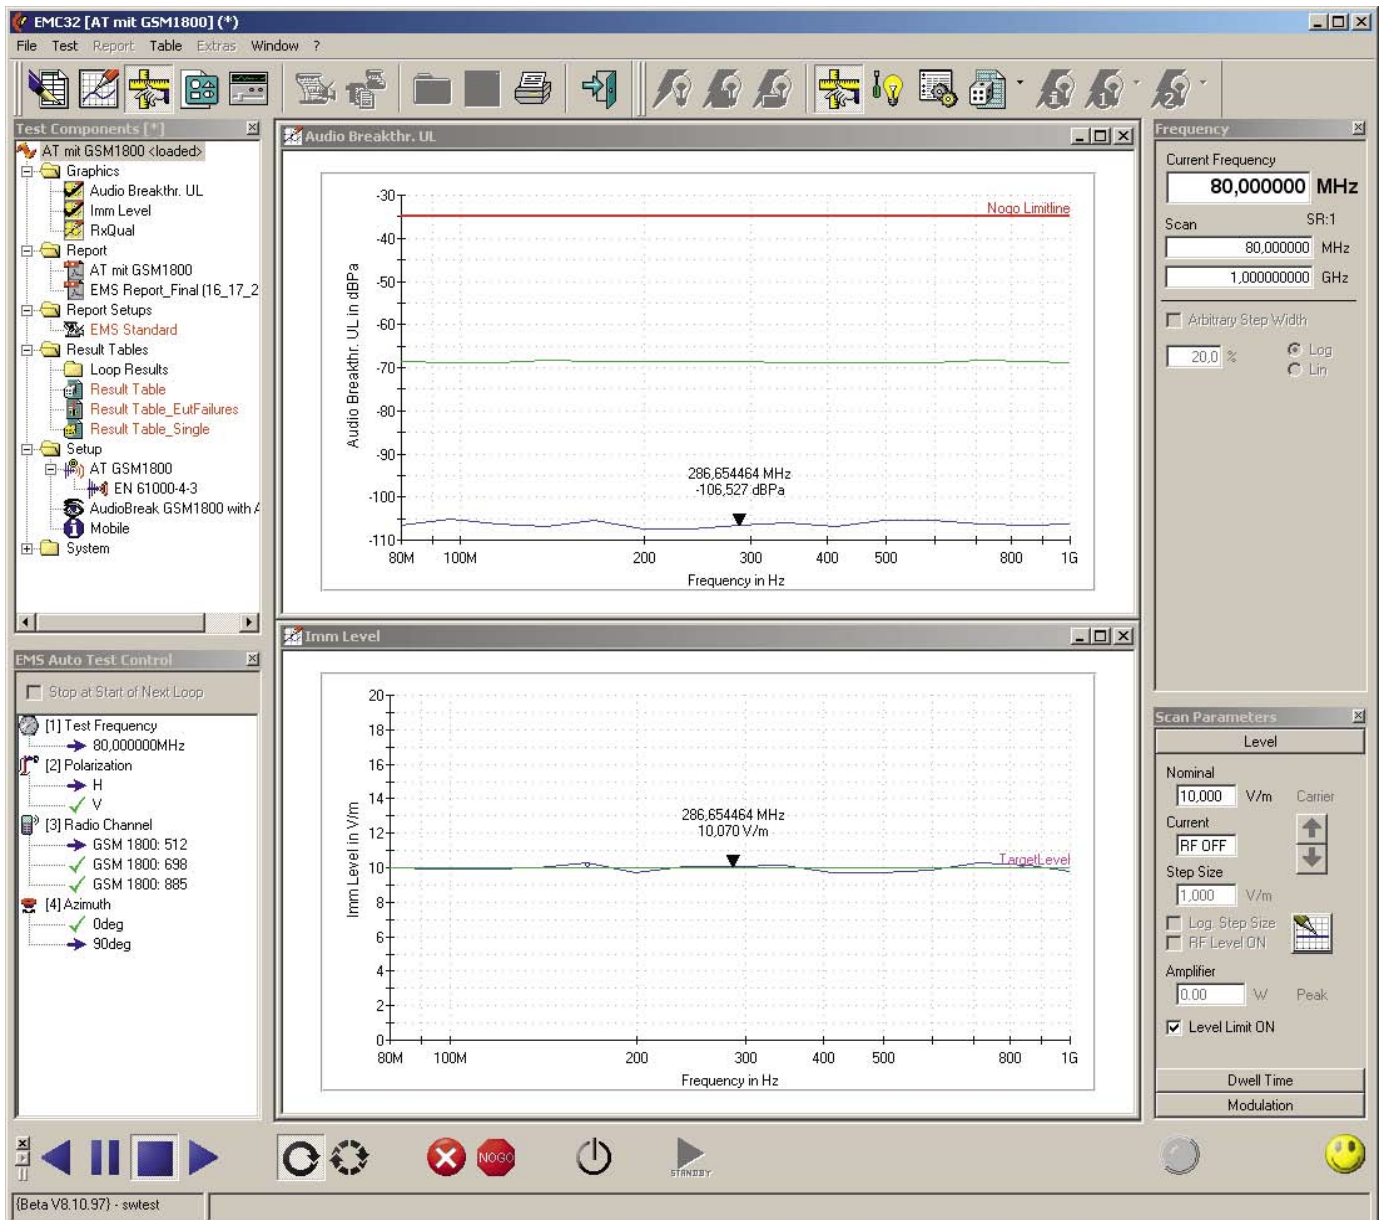 EMC32 [AT mit GSM1800] (*)
File Test Report Table Extras Window ?
Test Components [*]
AT mit GSM1800 <loaded>
Graphics
Audio Breakthr. UL
Imm Level
RxQual
Report
AT mit GSM1800
EMS Report_Final (16_17_2
Report Setups
EMS Standard
Result Tables
Loop Results
Result Table
Result Table_EutFailures
Result Table_Single
Setup
AT GSM1800
EN 61000-4-3
AudioBreak GSM1800 with A
Mobile
System
EMS Auto Test Control
Stop at Start of Next Loop
[1] Test Frequency
80,000000MHz
[2] Polarization
H
V
[3] Radio Channel
GSM 1800: 512
GSM 1800: 698
GSM 1800: 885
[4] Azimuth
0deg
90deg
Audio Breakthr. UL
Audio Breakthr. UL in dBPa
-30
-40
-50
-60
-70
-80
-90
-100
-110
Nogo Limitline
286,654464 MHz
-106,527 dBPa
80M 100M 200 300 400 500 800 1G
Frequency in Hz
Imm Level
Imm Level in V/m
20
18
16
14
12
10
8
6
4
2
0
286,654464 MHz
10,070 V/m
TargetLevel
80M 100M 200 300 400 500 800 1G
Frequency in Hz
Frequency
Current Frequency
80,000000 MHz
Scan SR:1
80,000000 MHz
1,000000000 GHz
Arbitrary Step Width
20,0 % Log
Lin
Scan Parameters
Level
Nominal
10,000 V/m Carrier
Current
RF OFF
Step Size
1,000 V/m
Log. Step Size
RF Level ON
Amplifier
0.00 W Peak
Level Limit ON
Dwell Time
Modulation
NOGO
STANDBY
{Beta V8.10.97} - swtest
i 1 2